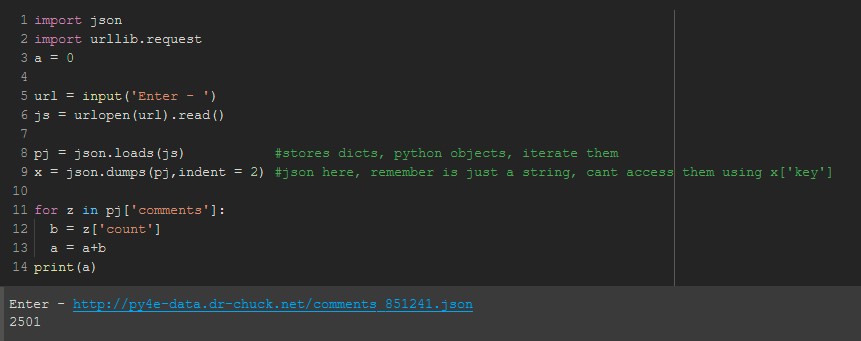 1 import json
2 import urllib.request
3 a = 0
4
5 url = input('Enter - ')
6 js = urlopen(url).read()
7
8 pj = json.loads(js)           #stores dicts, python objects, iterate them
9 x = json.dumps(pj,indent = 2) #json here, remember is just a string, cant access them using x['key']
10
11 for z in pj['comments']:
12   b = z['count']
13   a = a+b
14 print(a)
Enter - http://py4e-data.dr-chuck.net/comments_851241.json
2501